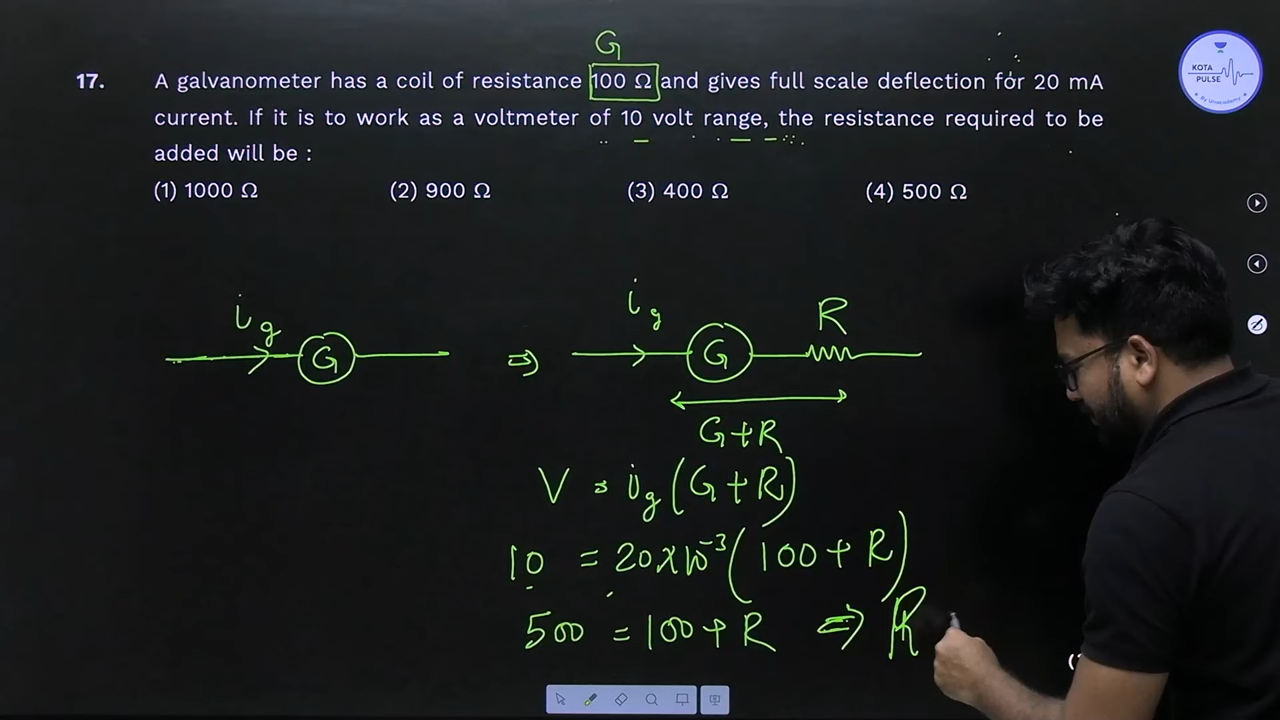 G
17. A galvanometer has a coil of resistance 100 Ω and gives full scale deflection for 20 mA
current. If it is to work as a voltmeter of 10 volt range, the resistance required to be
added will be :
(1) 1000 Ω (2) 900 Ω (3) 400 Ω (4) 500 Ω
KOTA
PULSE
By Unacademy
i_g G ⇒ i_g G R
G+R
V = i_g (G+R)
10 = 20×10⁻³ (100+R)
500 = 100+R ⇒ R